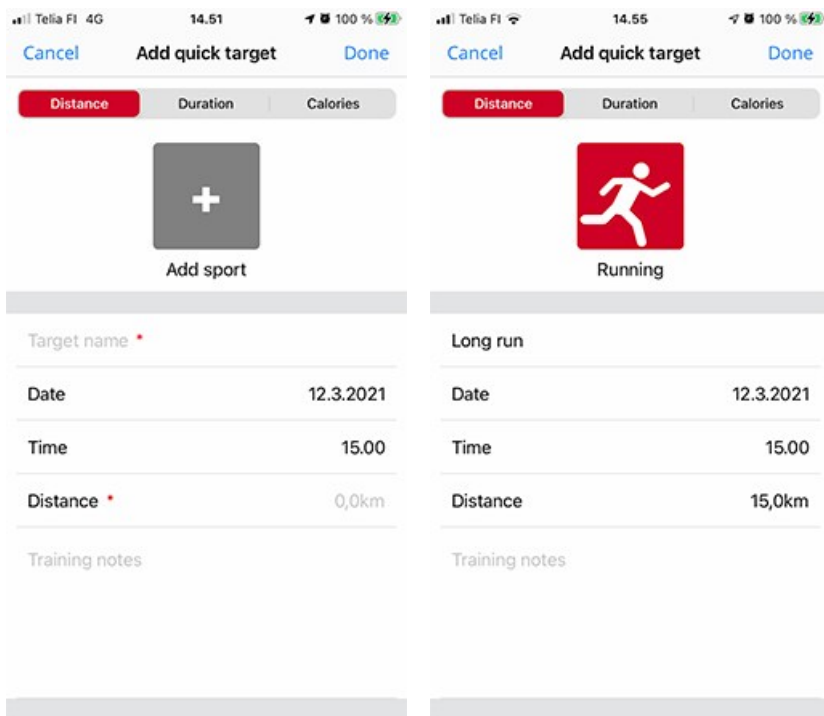 Telia FI 4G 14.51 100 %
Cancel Add quick target Done
Distance Duration Calories
+
Add sport
Target name *
Date 12.3.2021
Time 15.00
Distance * 0,0km
Training notes
Telia FI 14.55 100 %
Cancel Add quick target Done
Distance Duration Calories
Running
Long run
Date 12.3.2021
Time 15.00
Distance 15,0km
Training notes